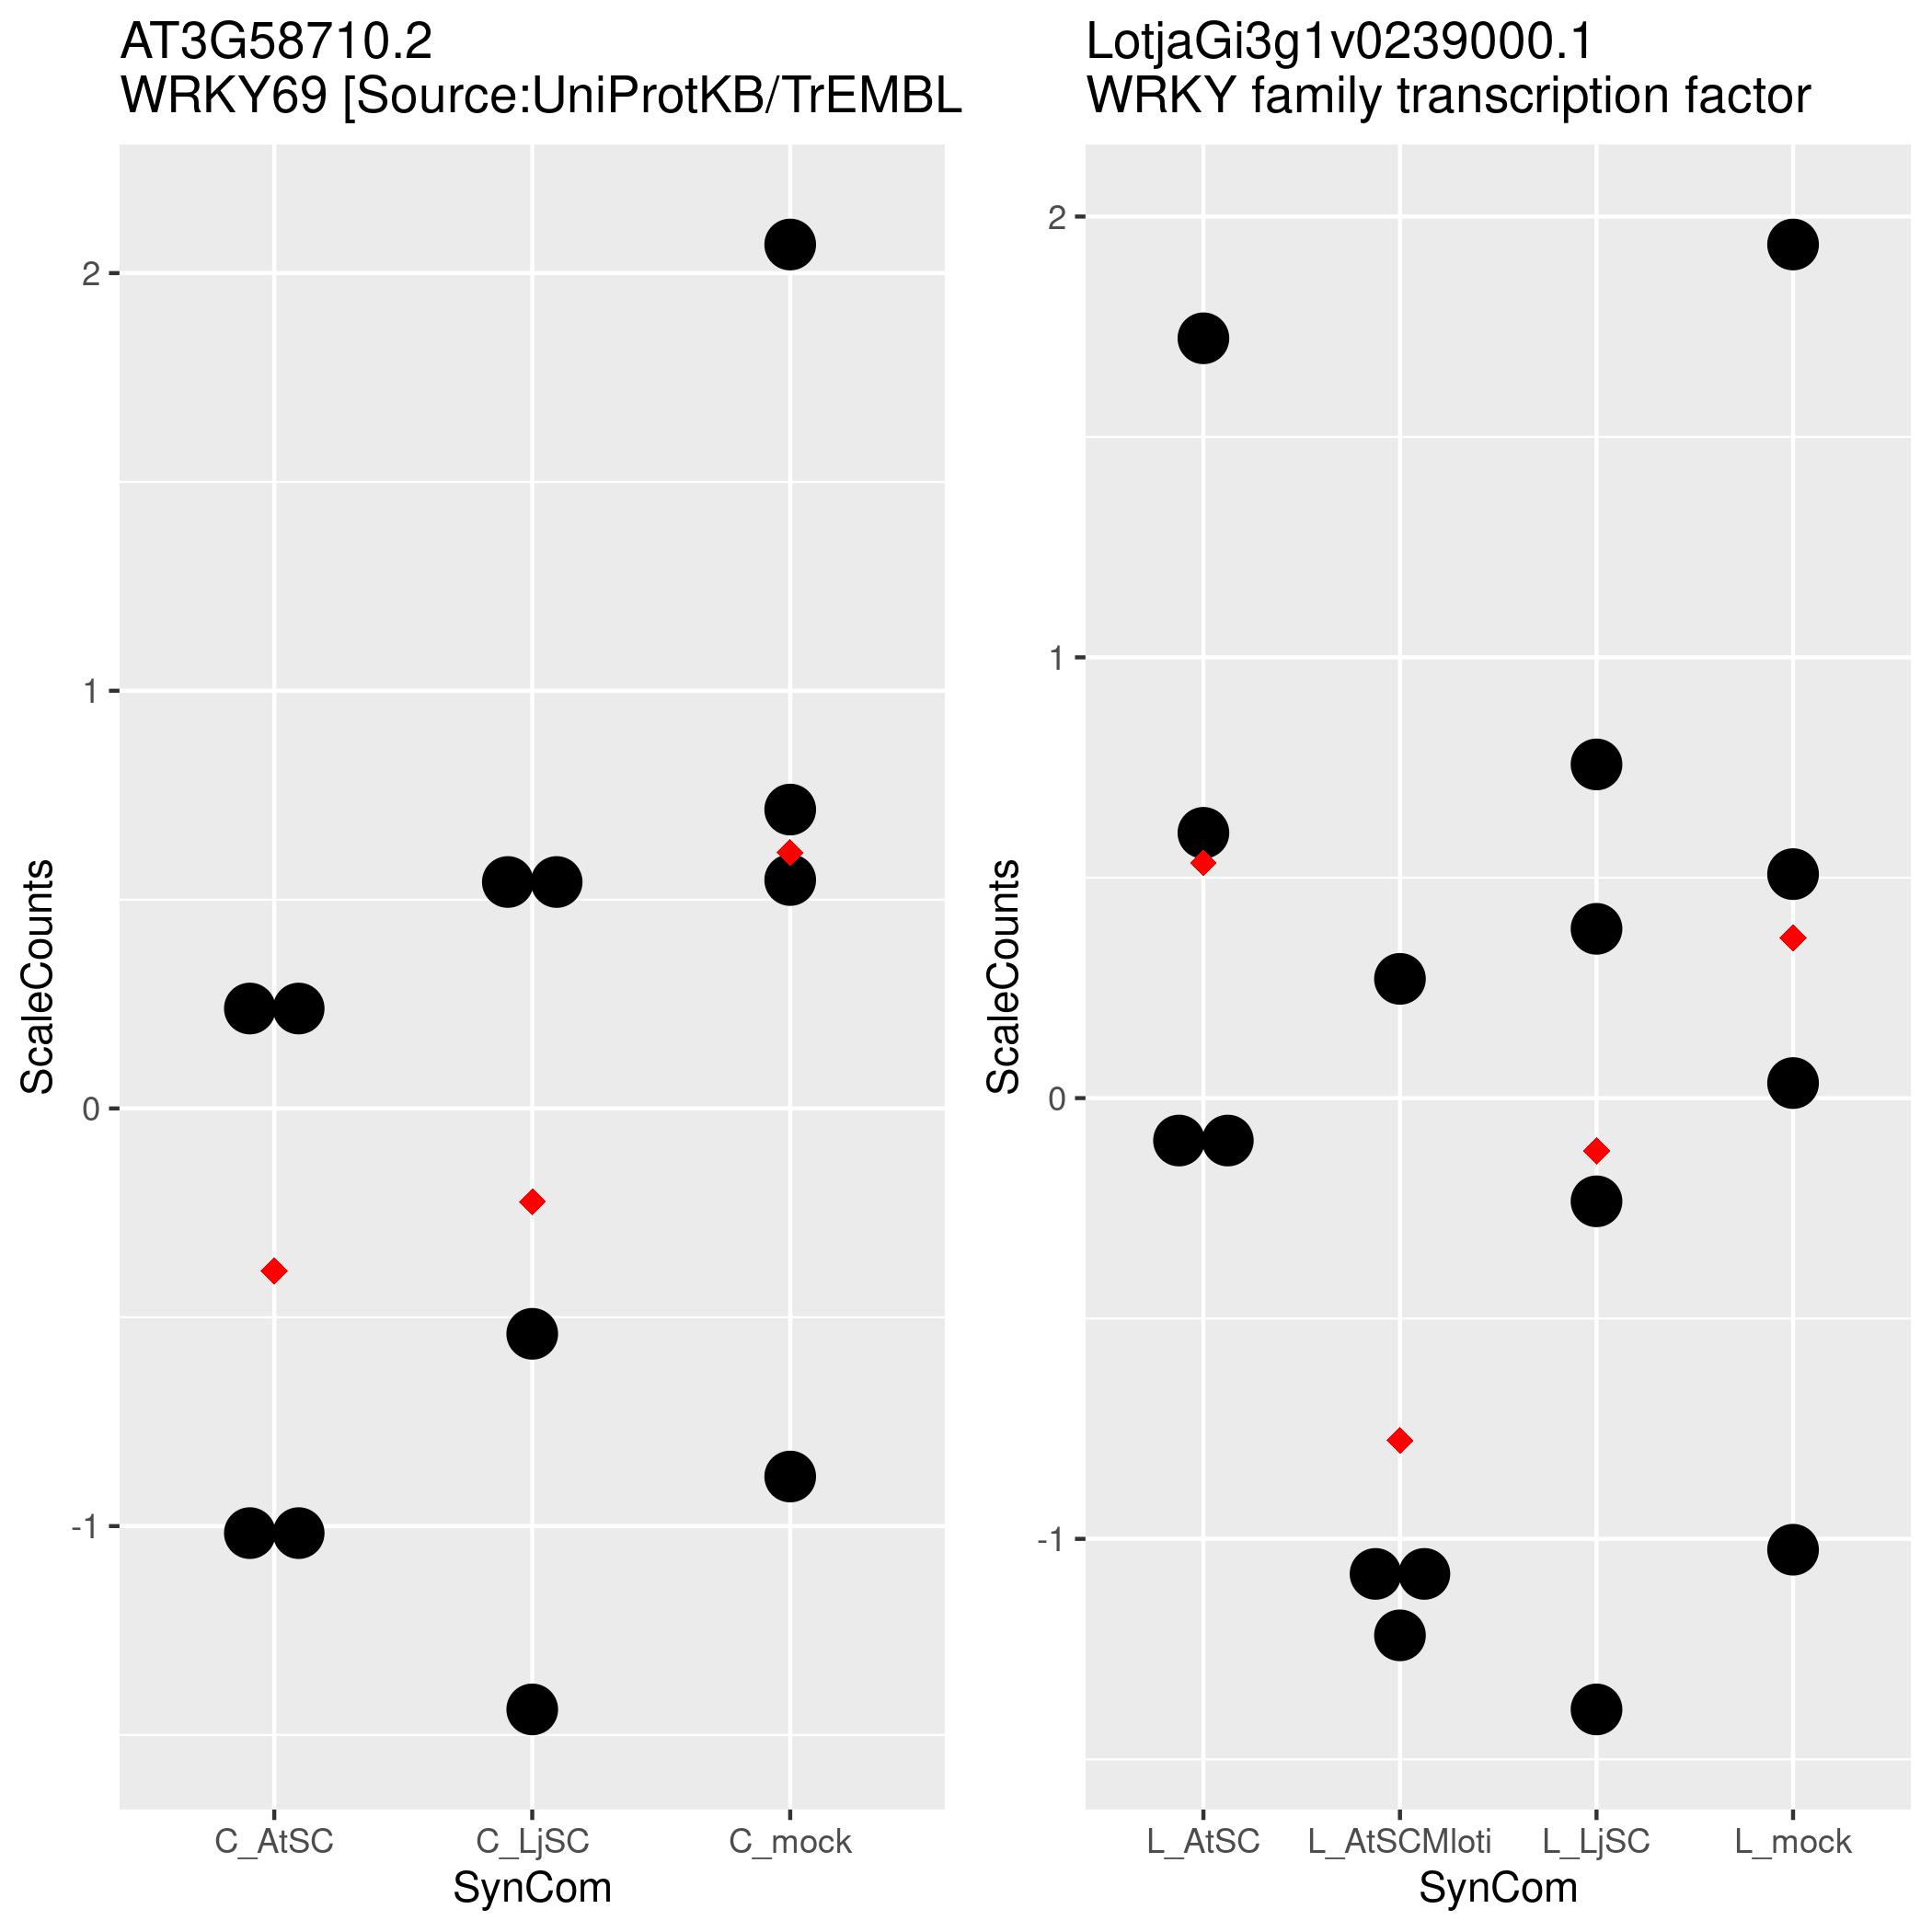 AT3G58710.2
WRKY69 [Source:UniProtKB/TrEMBL
ScaleCounts
2
1
0
-1
C_AtSC
C_LjSC
C_mock
SynCom
LotjaGi3g1v0239000.1
WRKY family transcription factor
ScaleCounts
2
1
0
-1
L_AtSC
L_AtSCMloti
L_LjSC
L_mock
SynCom